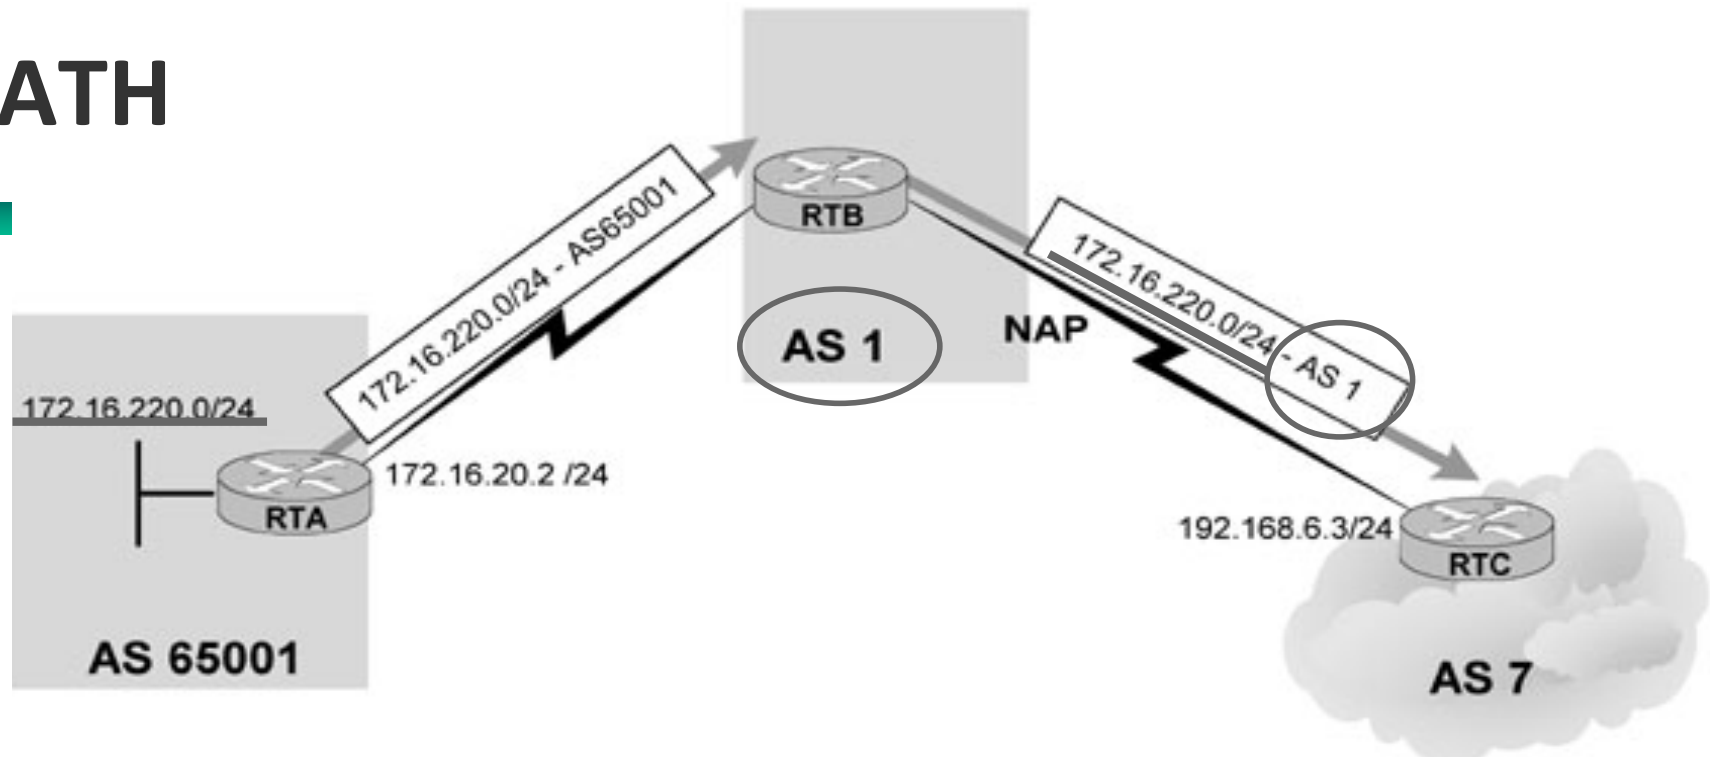 ATH
172.16.220.0/24 - AS65001
RTB
172.16.220.0/24 - AS 1
AS 1
NAP
172.16.220.0/24
172.16.20.2 /24
RTA
192.168.6.3/24
RTC
AS 65001
AS 7